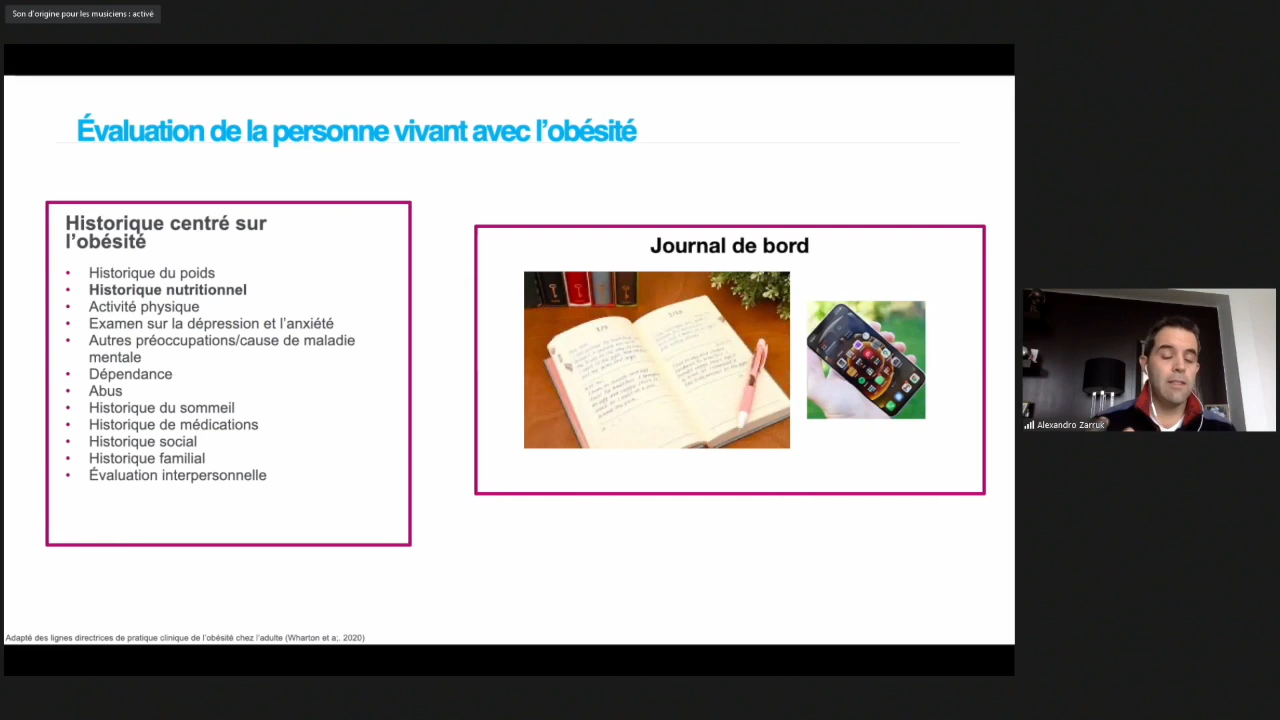 Son d'origine pour les musiciens : activé
Évaluation de la personne vivant avec l'obésité
Historique centré sur
l'obésité
• Historique du poids
• Historique nutritionnel
• Activité physique
• Examen sur la dépression et l'anxiété
• Autres préoccupations/cause de maladie
mentale
• Dépendance
• Abus
• Historique du sommeil
• Historique de médications
• Historique social
• Historique familial
• Évaluation interpersonnelle
Journal de bord
Alexandro Zarruk
Adapté des lignes directrices de pratique clinique de l'obésité chez l'adulte (Wharton et a;. 2020)